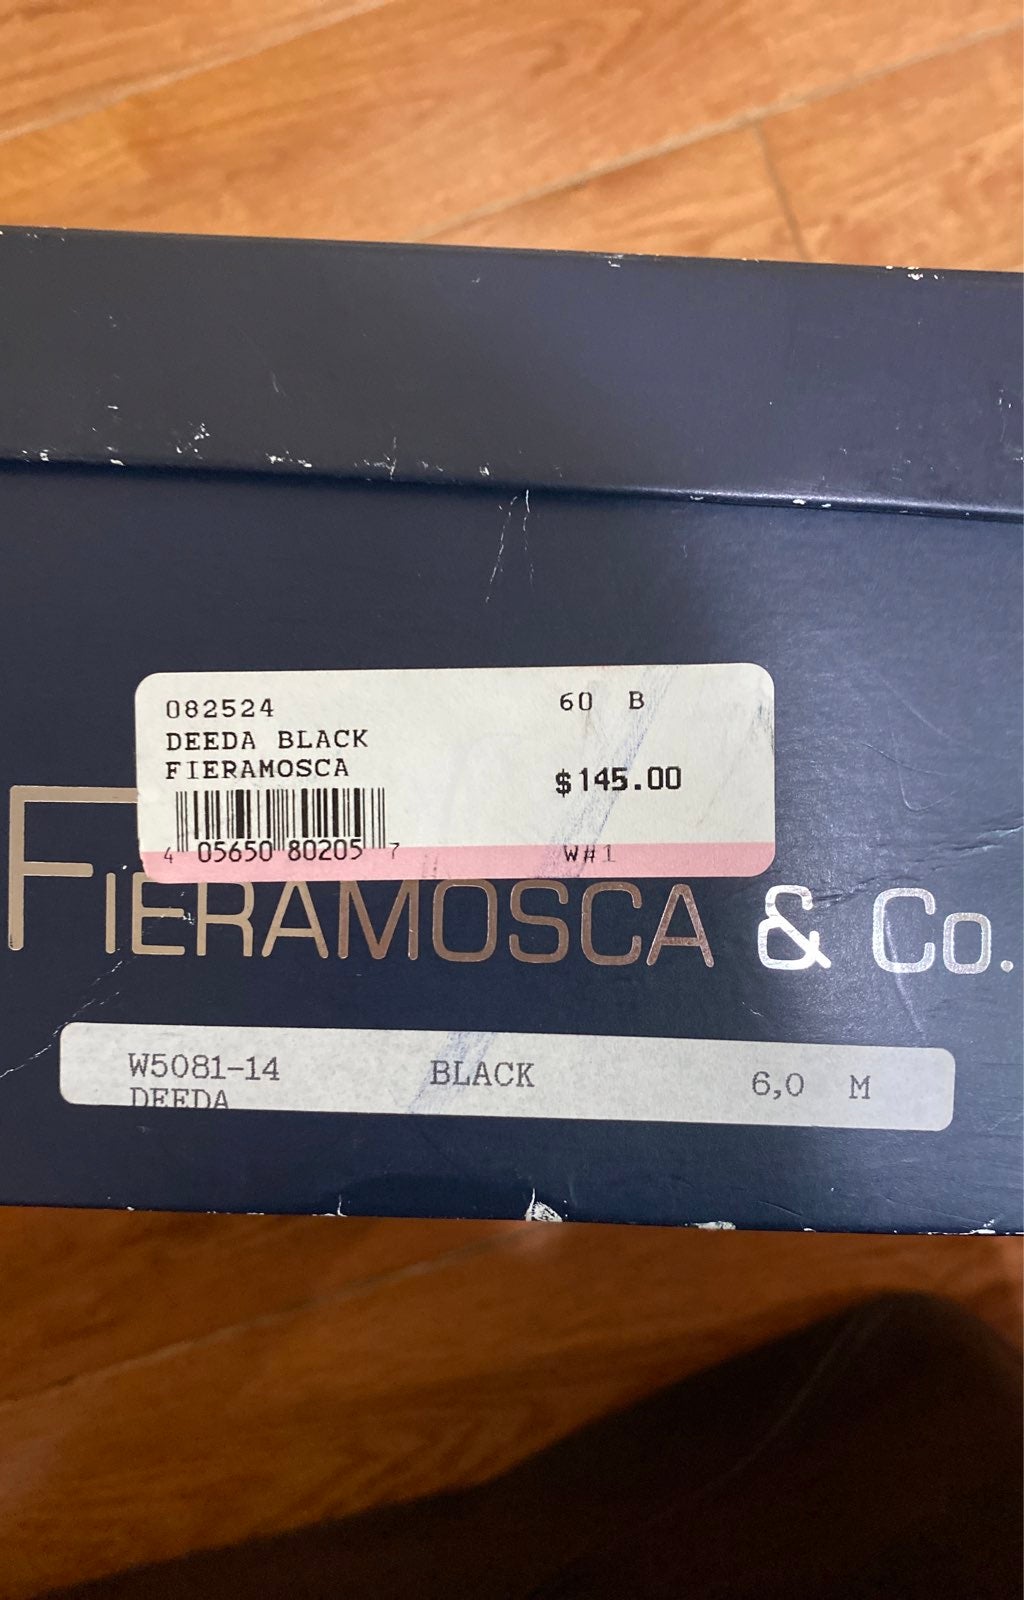 082524 60 B
DEEDA BLACK
FIERAMOSCA $145.00
4 05650 80205 7 W#1
FIERAMOSCA & Co.
W5081-14 BLACK 6,0 M
DEEDA